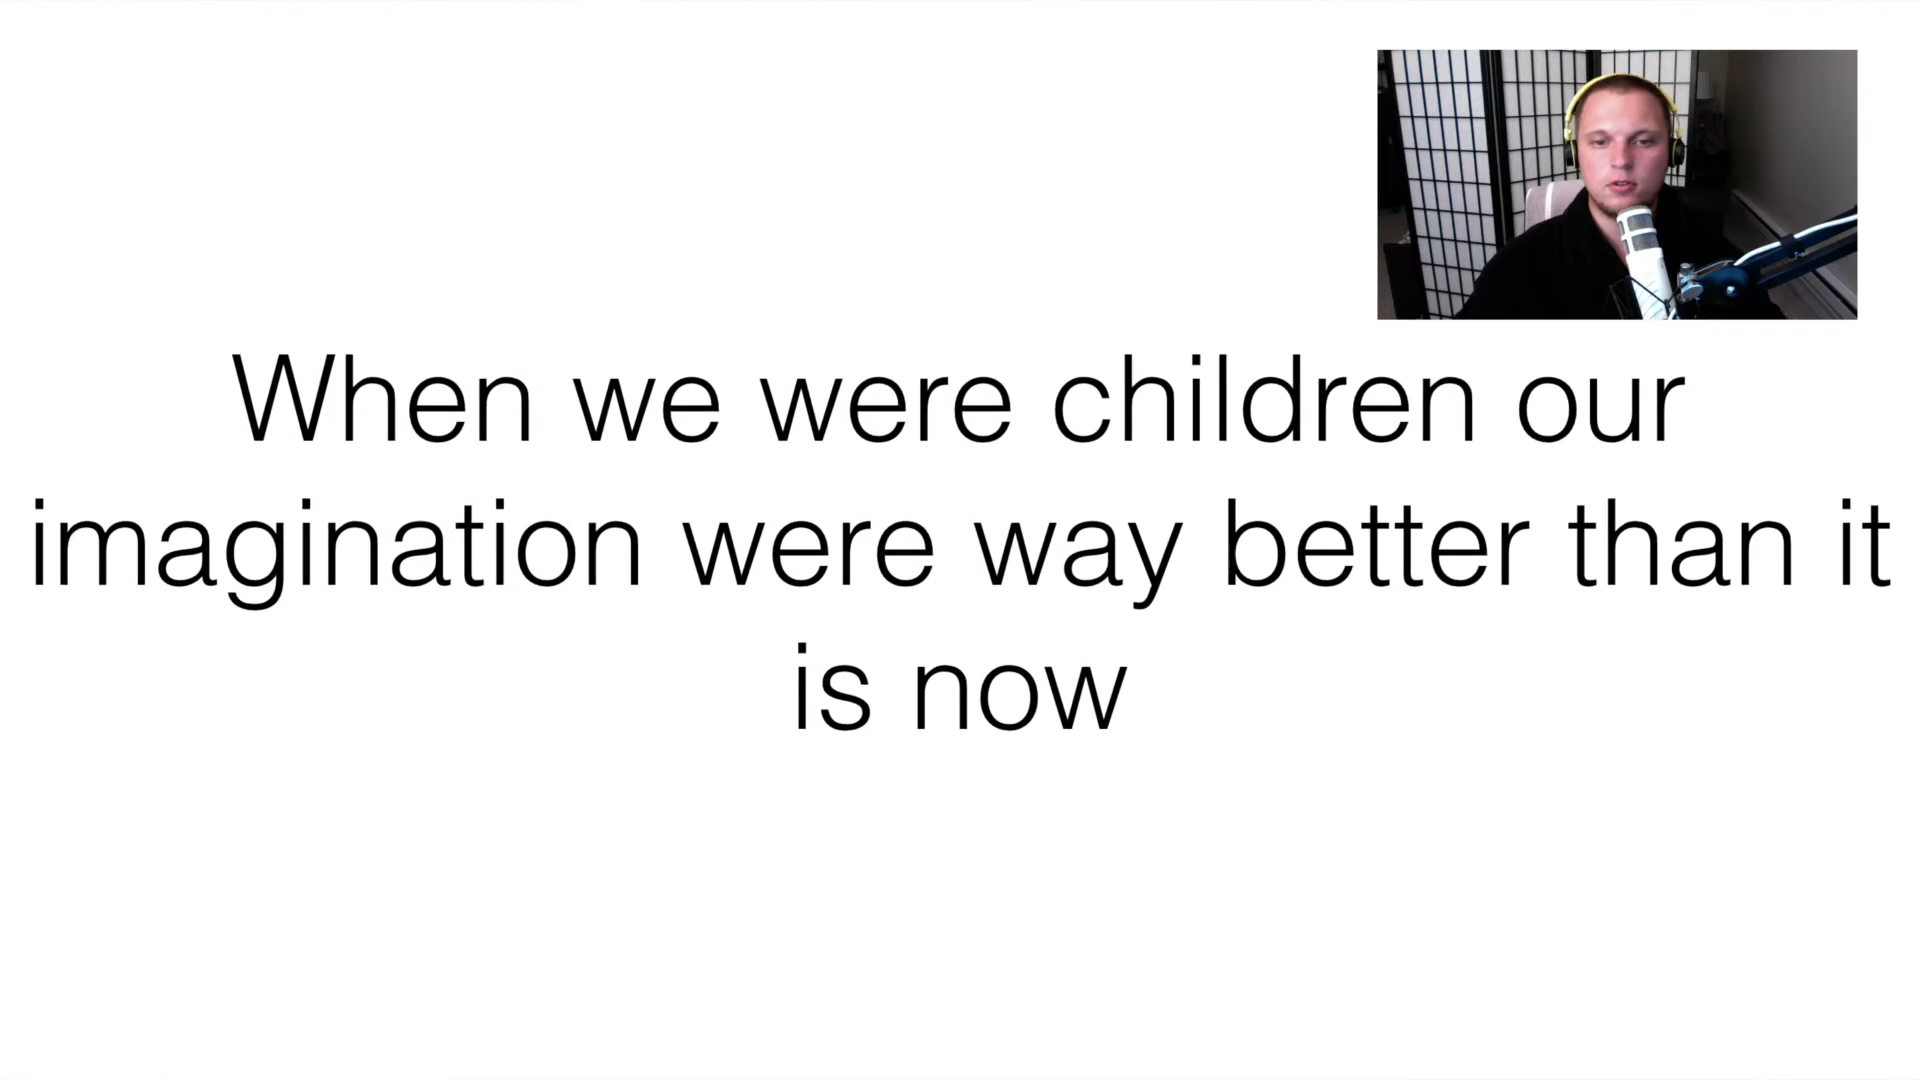 When we were children our
imagination were way better than it
is now